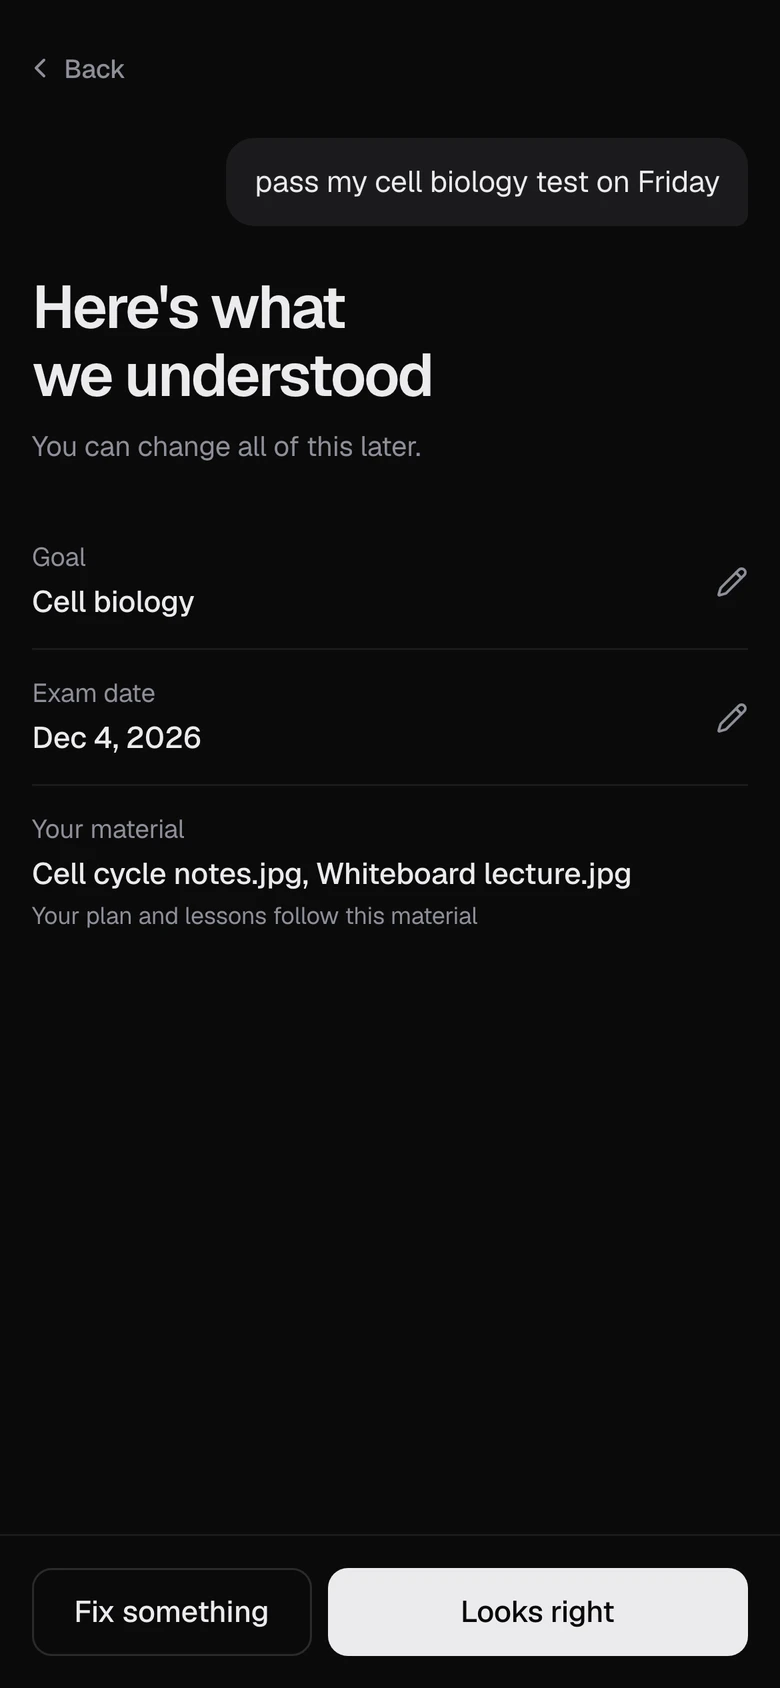 Back
pass my cell biology test on Friday
Here's what
we understood
You can change all of this later.
Goal
Cell biology
Exam date
Dec 4, 2026
Your material
Cell cycle notes.jpg, Whiteboard lecture.jpg
Your plan and lessons follow this material
Fix something
Looks right